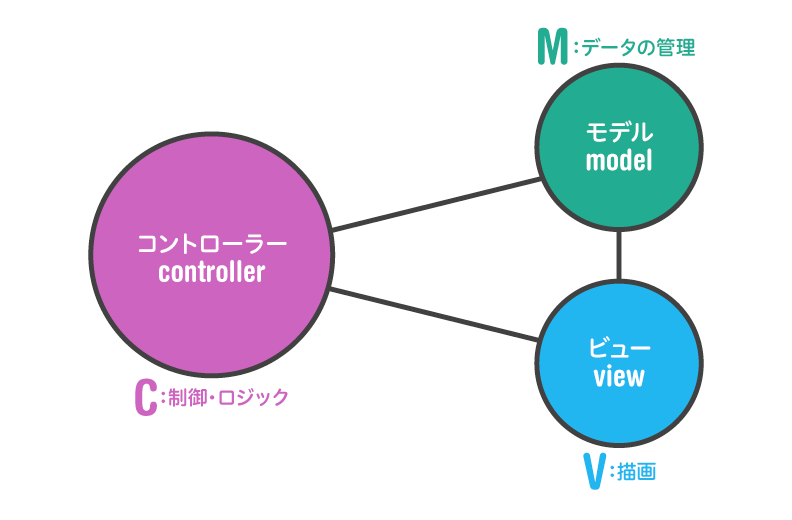 M:データの管理
モデル
model
コントローラー
controller
C:制御・ロジック
ビュー
view
V:描画